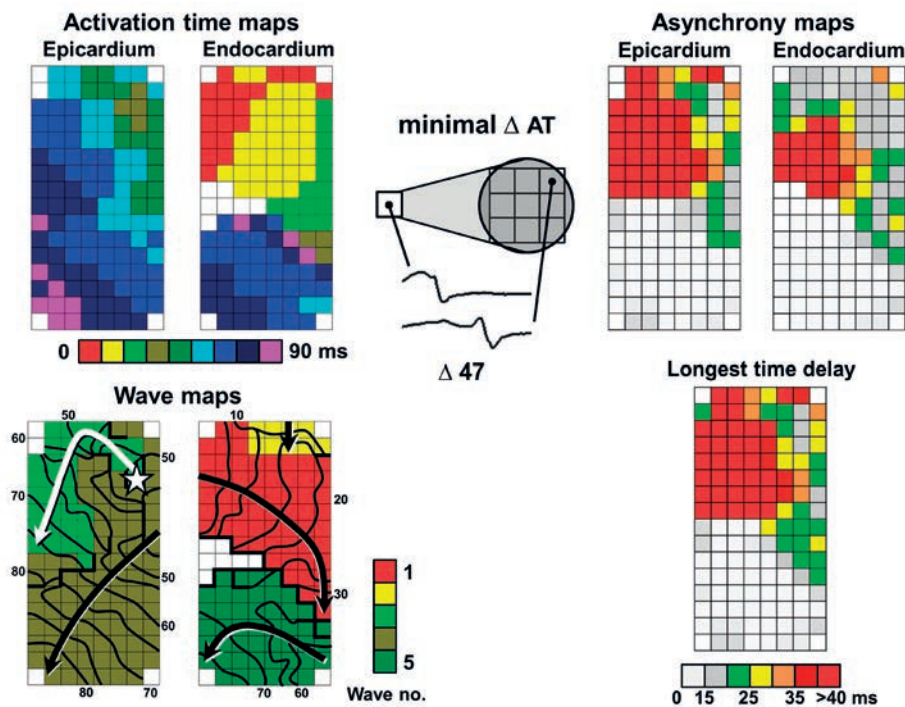 Activation time maps
Epicardium Endocardium
0 90 ms
minimal Δ AT
Δ 47
Asynchrony maps
Epicardium Endocardium
Wave maps
50
60
50
70
80
50
60
80 70
10
20
30
70 60
1
5
Wave no.
Longest time delay
0 15 25 35 >40 ms